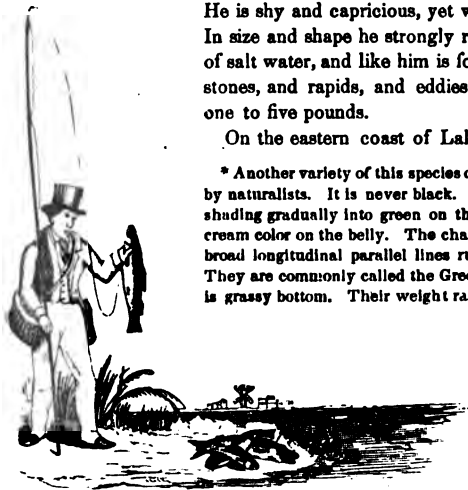 He is shy and capricious, yet v
In size and shape he strongly r
of salt water, and like him is fo
stones, and rapids, and eddies
one to five pounds.
On the eastern coast of Lal
* Another variety of this species o
by naturalists. It is never black.
shading gradually into green on th
cream color on the belly. The cha
broad longitudinal parallel lines ru
They are commonly called the Gree
is grassy bottom. Their weight ra